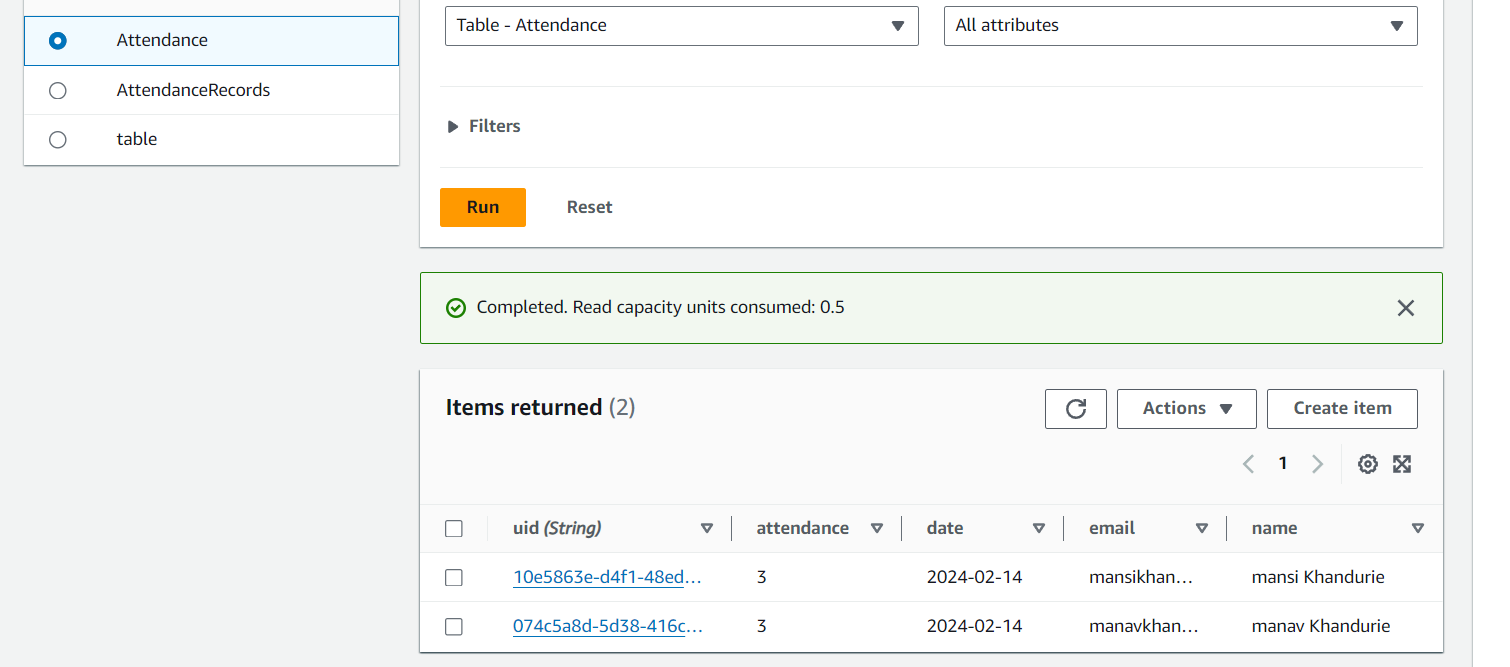 Attendance
AttendanceRecords
table
Table - Attendance
All attributes
Filters
Run Reset
Completed. Read capacity units consumed: 0.5
Items returned (2)
Actions
Create item
1
uid (String) attendance date email name
10e5863e-d4f1-48ed... 3 2024-02-14 mansikhan... mansi Khandurie
074c5a8d-5d38-416c... 3 2024-02-14 manavkhan... manav Khandurie